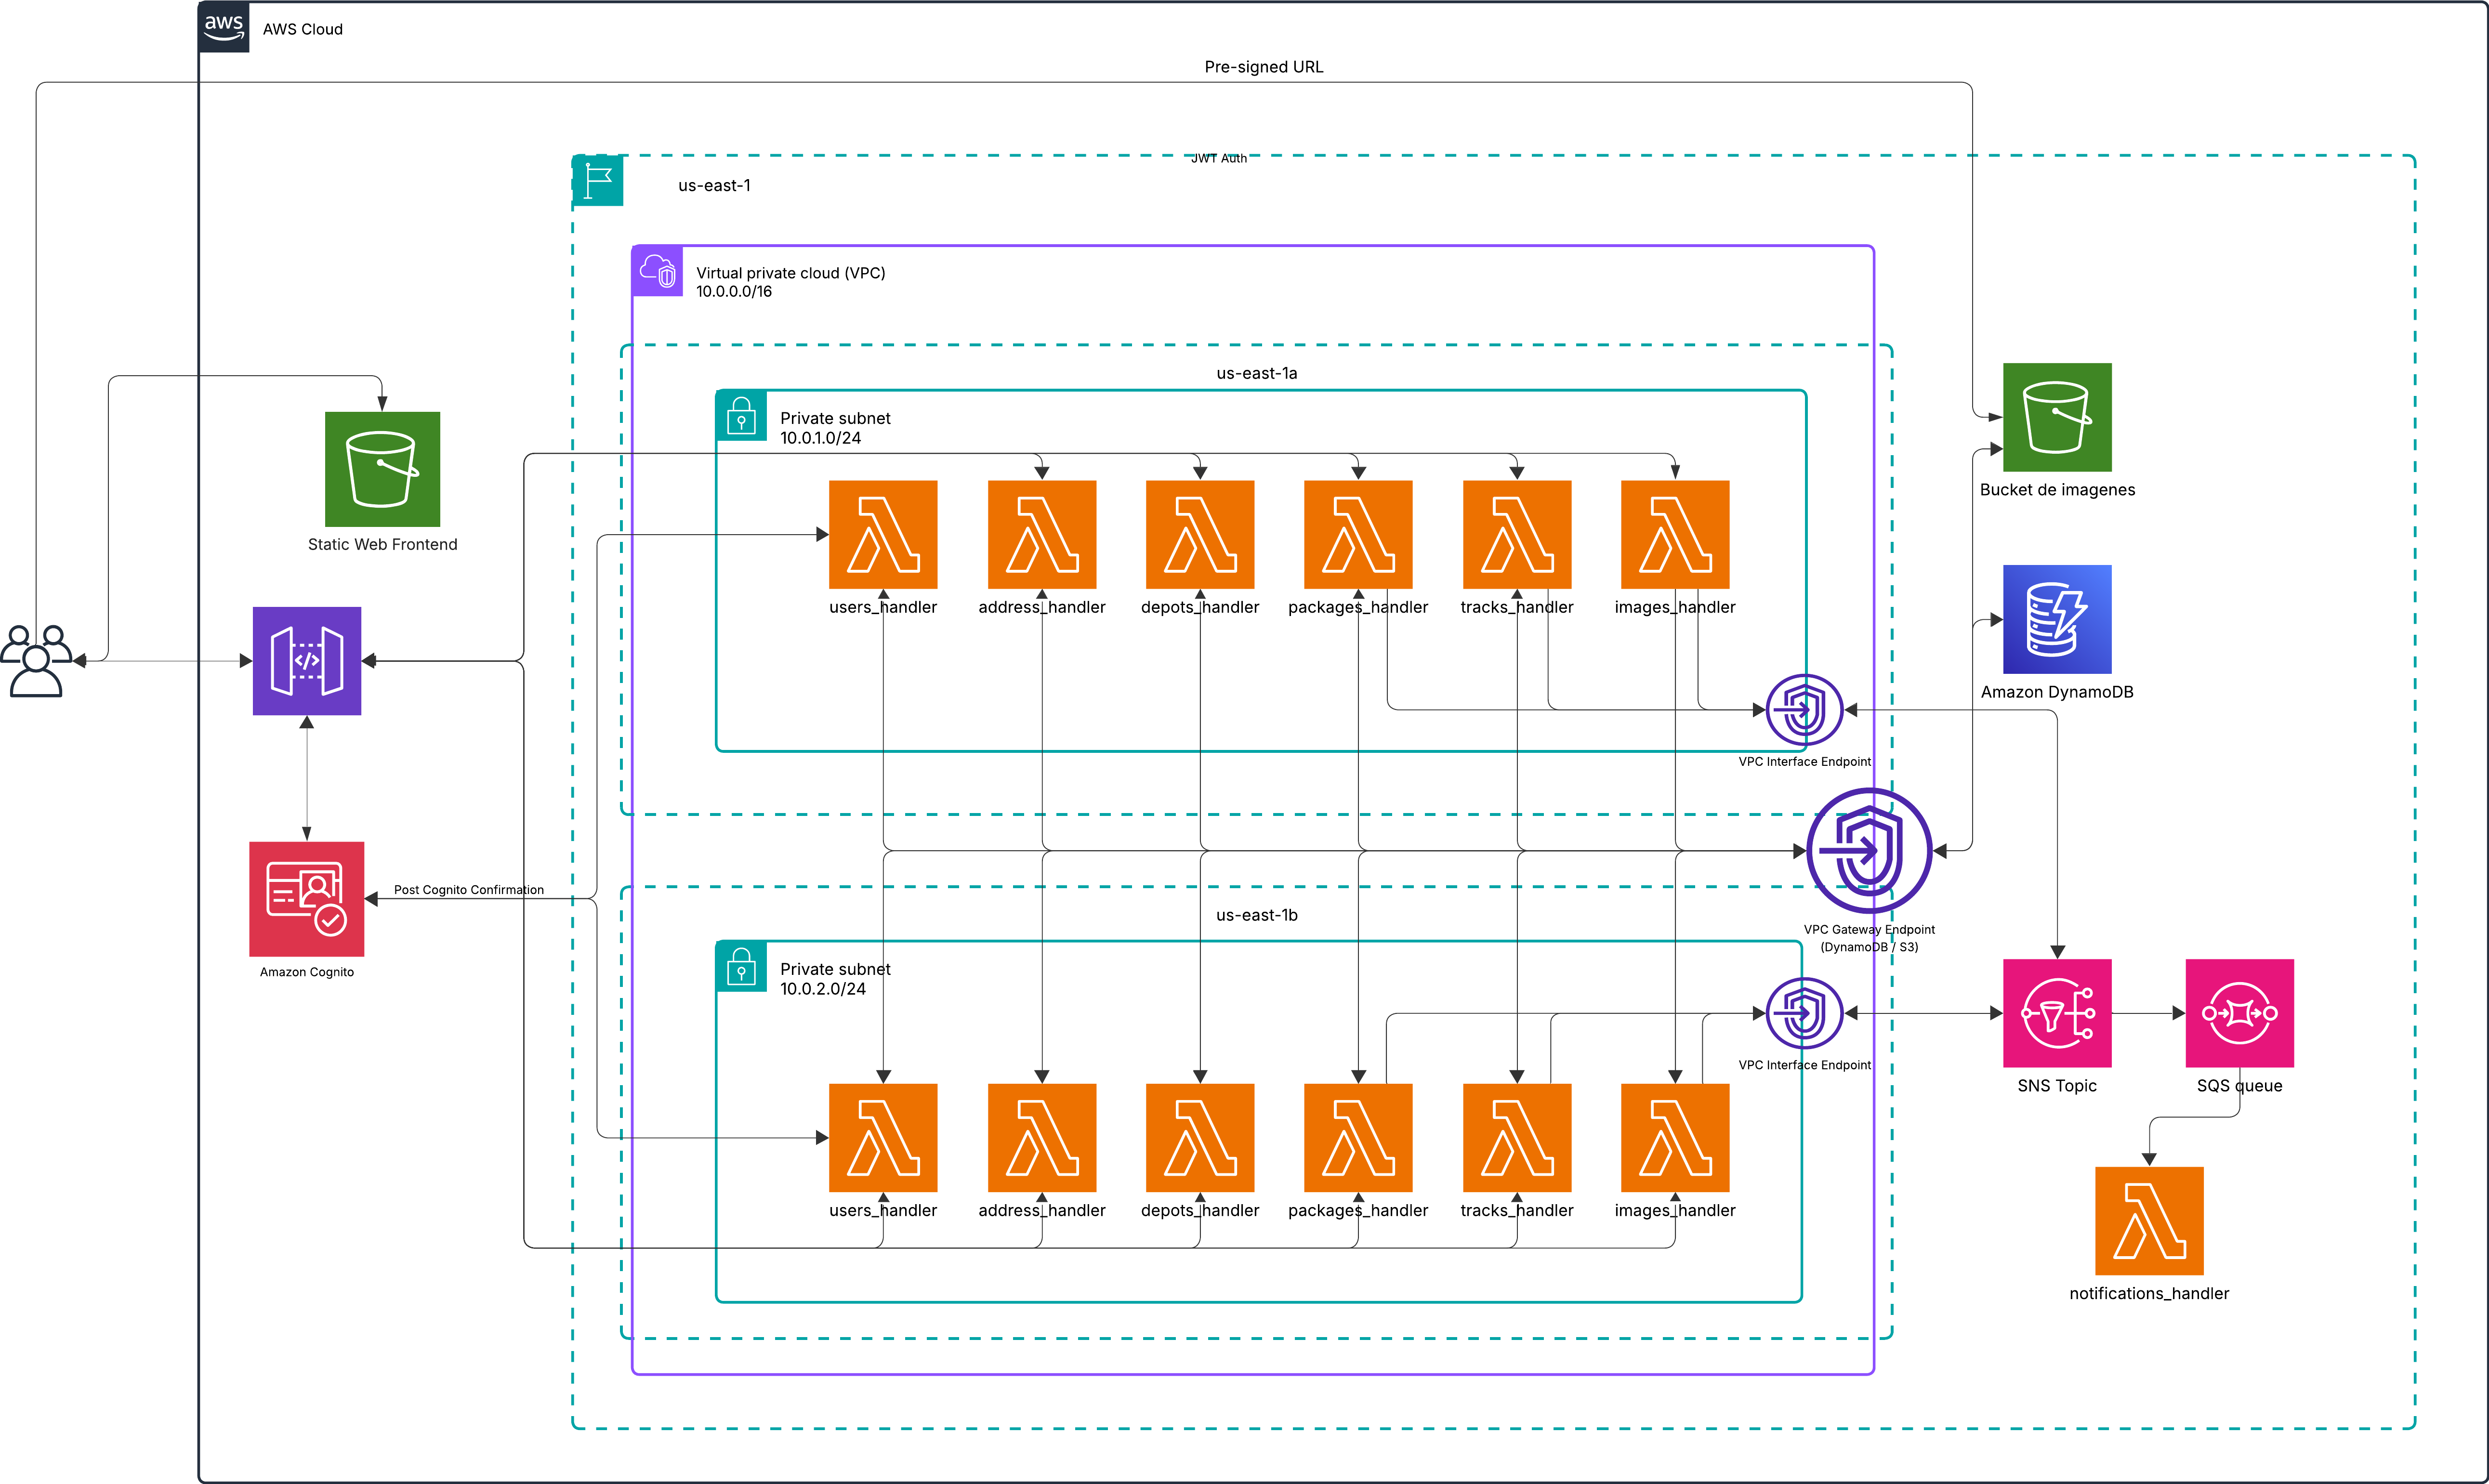 aws
AWS Cloud
Pre-signed URL
JWT Auth
us-east-1
Virtual private cloud (VPC)
10.0.0.0/16
us-east-1a
Private subnet
10.0.1.0/24
Static Web Frontend
users_handler
address_handler
depots_handler
packages_handler
tracks_handler
images_handler
Bucket de imagenes
Amazon DynamoDB
VPC Interface Endpoint
Post Cognito Confirmation
Amazon Cognito
us-east-1b
VPC Gateway Endpoint
(DynamoDB / S3)
Private subnet
10.0.2.0/24
VPC Interface Endpoint
SNS Topic
SQS queue
users_handler
address_handler
depots_handler
packages_handler
tracks_handler
images_handler
notifications_handler